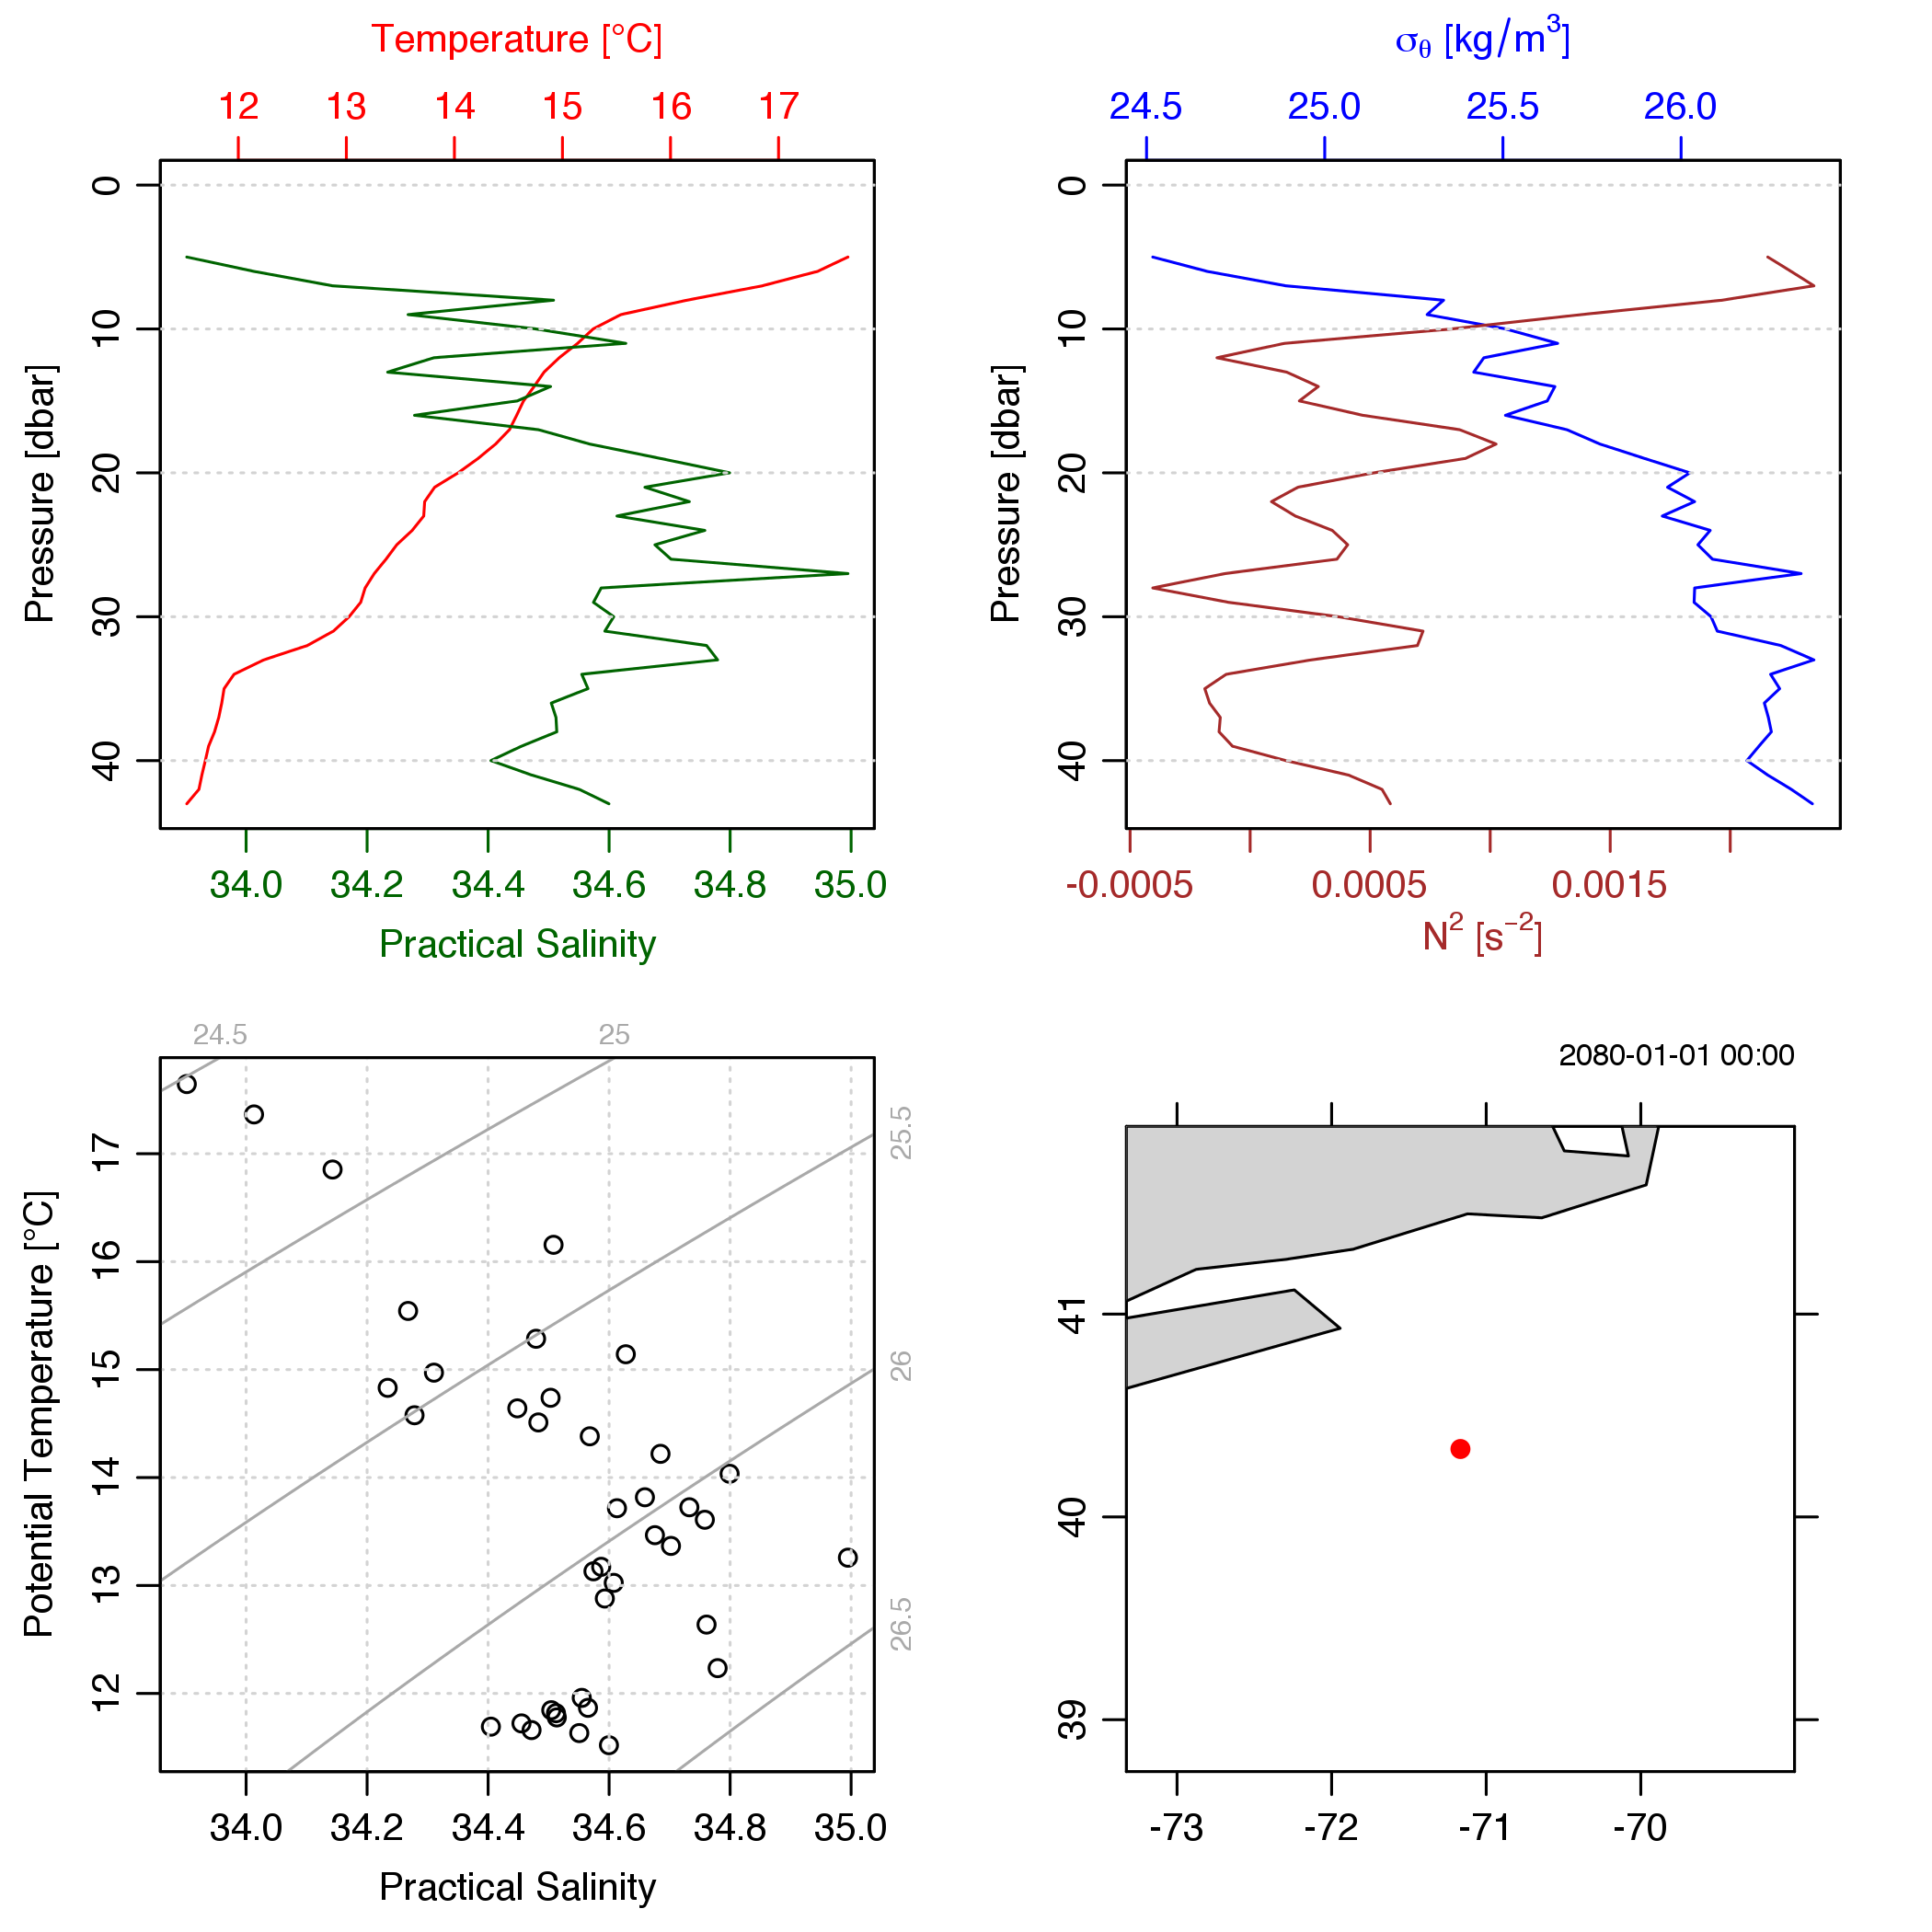 Temperature [°C]
12 13 14 15 16 17
0
10
20
30
40
Pressure [dbar]
34.0 34.2 34.4 34.6 34.8 35.0
Practical Salinity
σθ [kg/m³]
24.5 25.0 25.5 26.0
0
10
20
30
40
Pressure [dbar]
-0.0005 0.0005 0.0015
N² [s⁻²]
24.5 25
25.5
26
26.5
17
16
15
14
13
12
Potential Temperature [°C]
34.0 34.2 34.4 34.6 34.8 35.0
Practical Salinity
2080-01-01 00:00
41
40
39
-73 -72 -71 -70